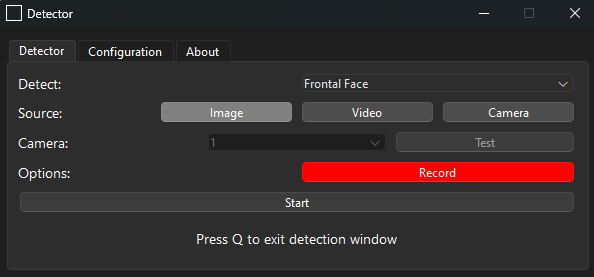 Detector
Detector Configuration About
Detect: Frontal Face
Source: Image Video Camera
Camera: 1 Test
Options: Record
Start
Press Q to exit detection window